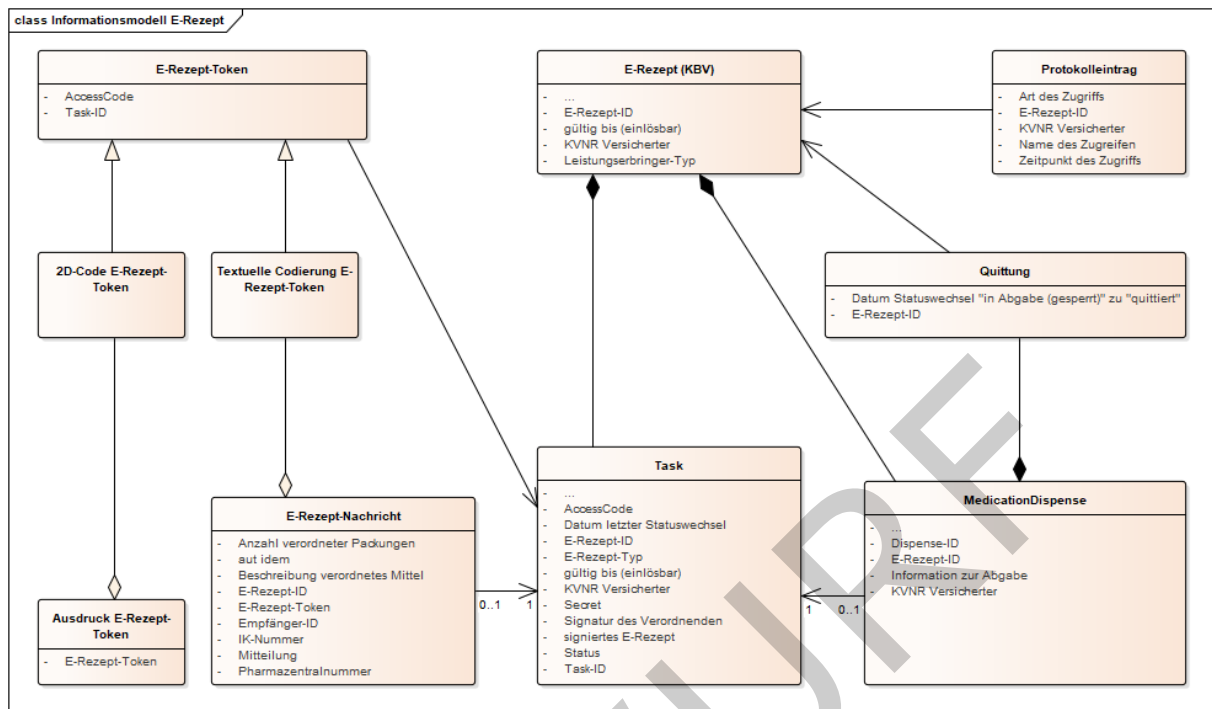 class Informationsmodell E-Rezept
E-Rezept-Token
- AccessCode
- Task-ID
E-Rezept (KBV)
- ...
- E-Rezept-ID
- gültig bis (einlösbar)
- KVNR Versicherter
- Leistungserbringer-Typ
Protokolleintrag
- Art des Zugriffs
- E-Rezept-ID
- KVNR Versicherter
- Name des Zugreifen
- Zeitpunkt des Zugriffs
2D-Code E-Rezept-
Token
Textuelle Codierung E-
Rezept-Token
Quittung
- Datum Statuswechsel "in Abgabe (gesperrt)" zu "quittiert"
- E-Rezept-ID
Ausdruck E-Rezept-
Token
- E-Rezept-Token
E-Rezept-Nachricht
- Anzahl verordneter Packungen
- aut idem
- Beschreibung verordnetes Mittel
- E-Rezept-ID
- E-Rezept-Token
- Empfänger-ID
- IK-Nummer
- Mitteilung
- Pharmazentralnummer
0..1
1
Task
- ...
- AccessCode
- Datum letzter Statuswechsel
- E-Rezept-ID
- E-Rezept-Typ
- gültig bis (einlösbar)
- KVNR Versicherter
- Secret
- Signatur des Verordnenden
- signiertes E-Rezept
- Status
- Task-ID
1
0..1
MedicationDispense
- ...
- Dispense-ID
- E-Rezept-ID
- Information zur Abgabe
- KVNR Versicherter
URF